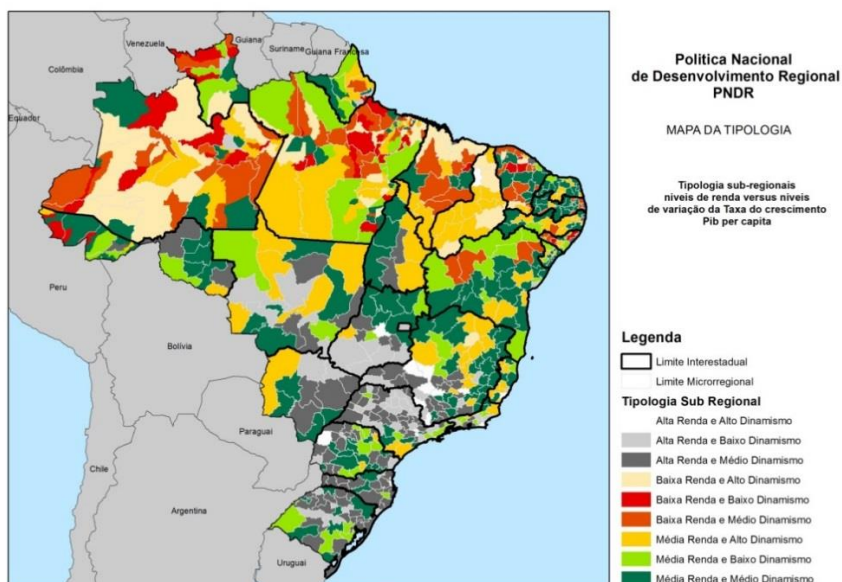 Venezuela
Guiana
Suriname
Guiana Francesa
Colômbia
Equador
Peru
Bolívia
Paraguai
Chile
Argentina
Uruguai
Politica Nacional
de Desenvolvimento Regional
PNDR
MAPA DA TIPOLOGIA
Tipologia sub-regionais
niveis de renda versus niveis
de variação da Taxa do crescimento
Pib per capita
Legenda
Limite Interestadual
Limite Microrregional
Tipologia Sub Regional
Alta Renda e Alto Dinamismo
Alta Renda e Baixo Dinamismo
Alta Renda e Médio Dinamismo
Baixa Renda e Alto Dinamismo
Baixa Renda e Baixo Dinamismo
Baixa Renda e Médio Dinamismo
Média Renda e Alto Dinamismo
Média Renda e Baixo Dinamismo
Média Renda e Médio Dinamismo